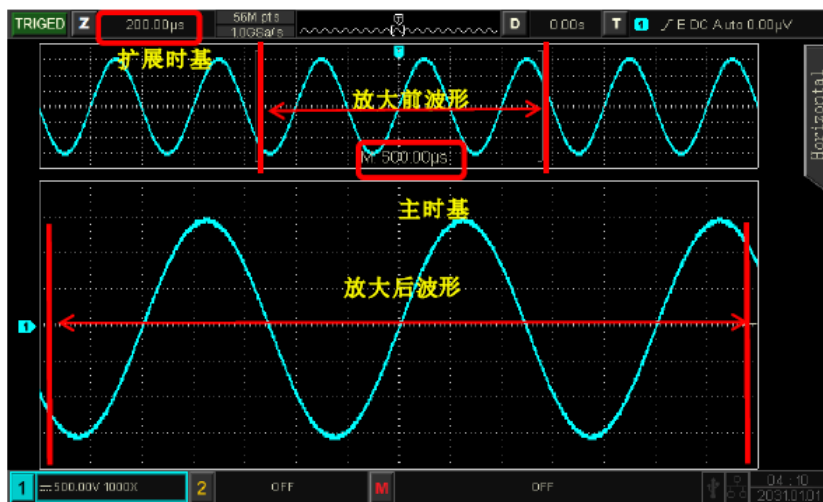 TRIGED Z 200.00μs 56M pts D 0.00s T 1 E DC Auto 0.00μV
10GSa/s
扩展时基
放大前波形
M: 500.00μs
Horizontal
主时基
放大后波形
1
1 500.00V 1000X 2 OFF M OFF 04:10
2031.01.01